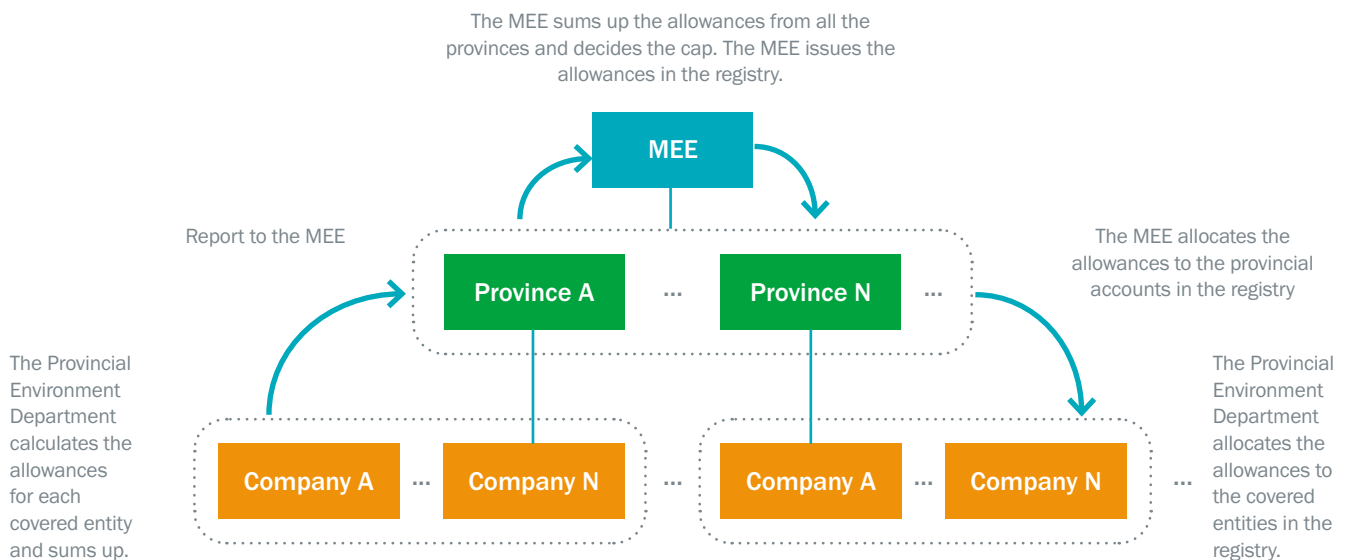 The MEE sums up the allowances from all the
provinces and decides the cap. The MEE issues the
allowances in the registry.
MEE
Report to the MEE
The MEE allocates the
allowances to the provincial
accounts in the registry
Province A
...
Province N
...
The Provincial
Environment
Department
calculates the
allowances
for each
covered entity
and sums up.
Company A
...
Company N
...
Company A
...
Company N
...
The Provincial
Environment
Department
allocates the
allowances to
the covered
entities in the
registry.